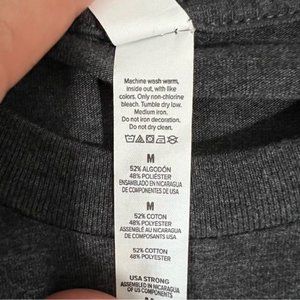 Machine wash warm,
inside out, with like
colors. Only non-chlorine
bleach. Tumble dry low.
Medium iron.
Do not iron decoration.
Do not dry clean.
M
52% ALGODÓN
48% POLIÉSTER
ENSAMBLADO EN NICARAGUA
DE COMPONENTES DE USA
M
52% COTON
48% POLYESTER
ASSEMBLÉ AU NICARAGUA
DE COMPOSANTS USA
52% COTTON
48% POLYESTER
USA STRONG
ASSEMBLED IN NICARAGUA
OF US COMPONENTS
M